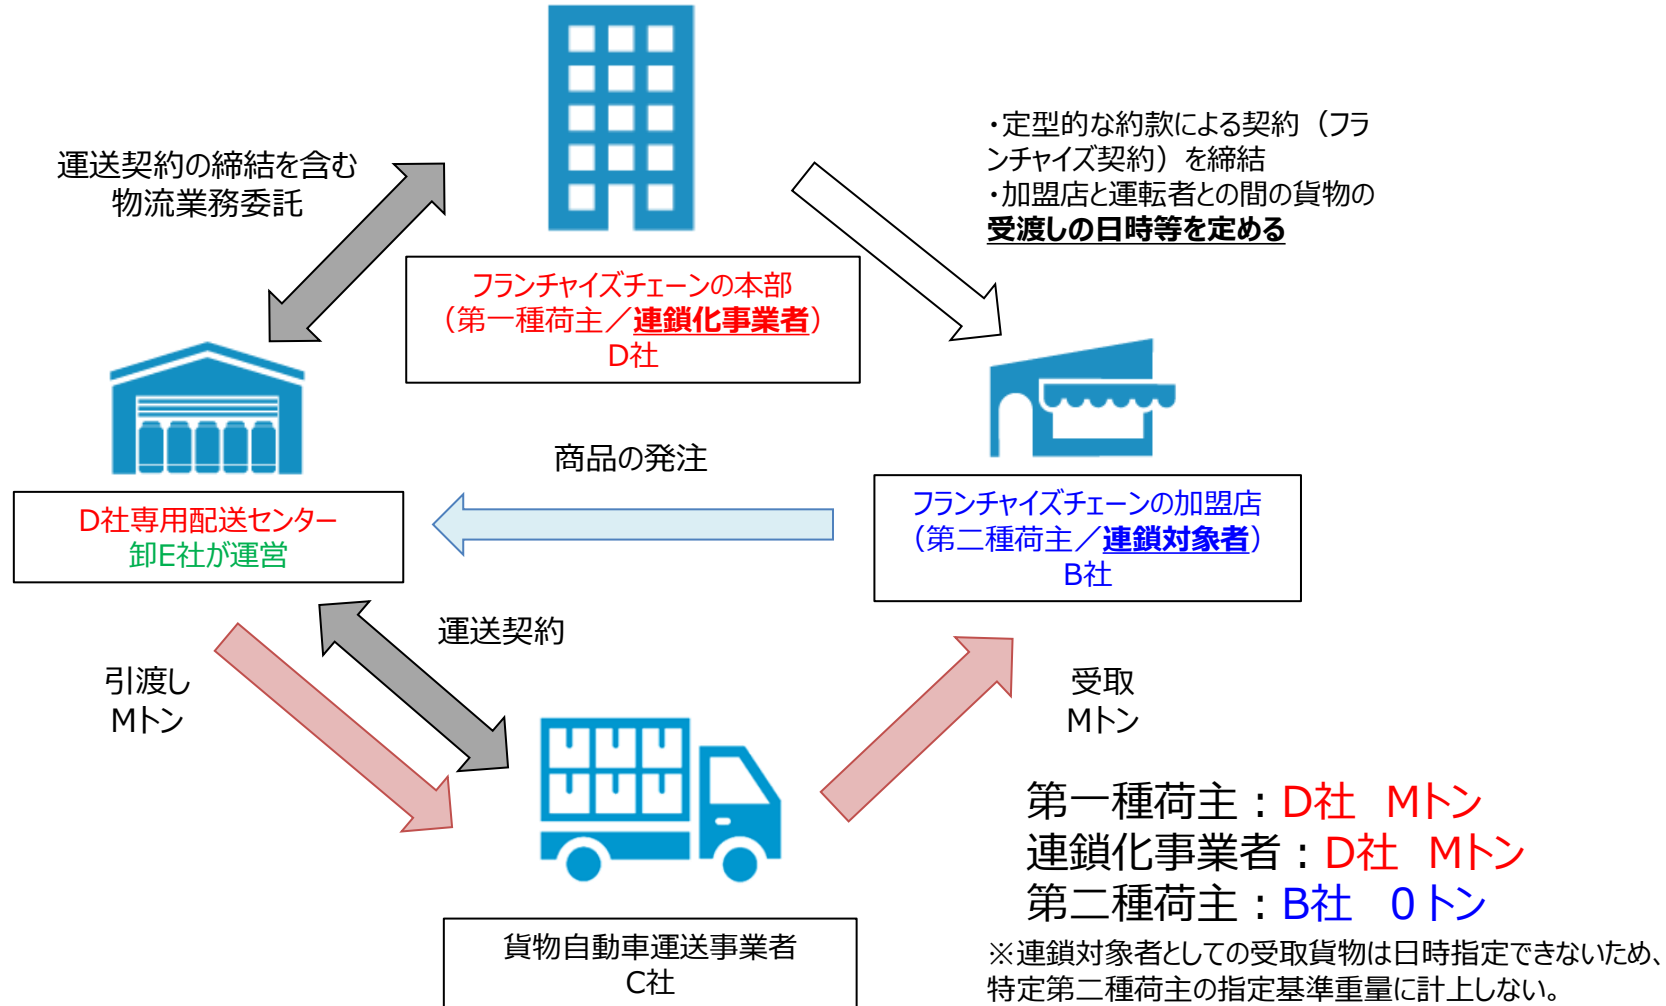 運送契約の締結を含む
物流業務委託
・定型的な約款による契約（フラ
ンチャイズ契約）を締結
・加盟店と運転者との間の貨物の
受渡しの日時等を定める
フランチャイズチェーンの本部
（第一種荷主／連鎖化事業者）
D社
商品の発注
D社専用配送センター
卸E社が運営
フランチャイズチェーンの加盟店
（第二種荷主／連鎖対象者）
B社
運送契約
引渡し
Mトン
受取
Mトン
第一種荷主：D社　Mトン
連鎖化事業者：D社　Mトン
第二種荷主：B社　０トン
※連鎖対象者としての受取貨物は日時指定できないため、
特定第二種荷主の指定基準重量に計上しない。
貨物自動車運送事業者
C社